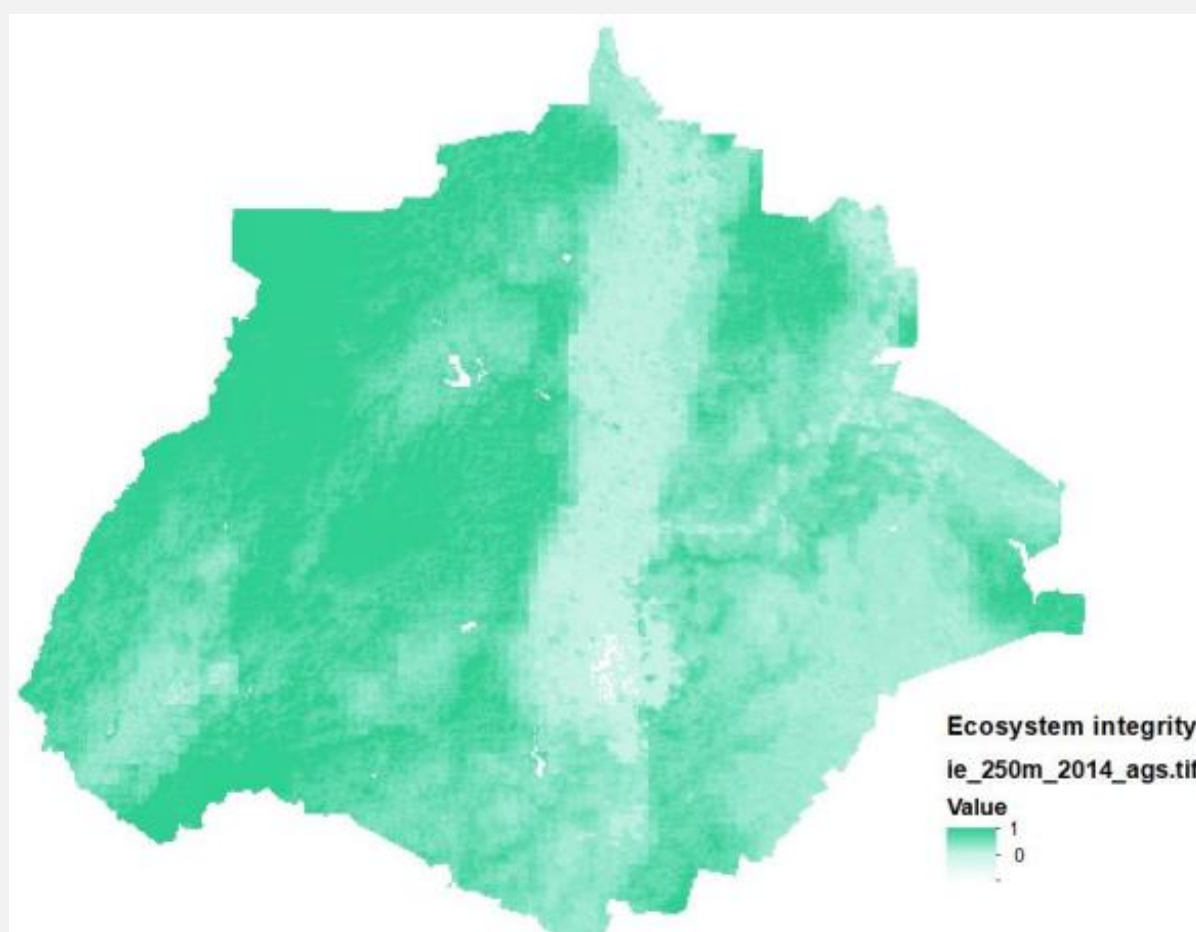 Ecosystem integrity
ie_250m_2014_ags.tif
Value
1
0